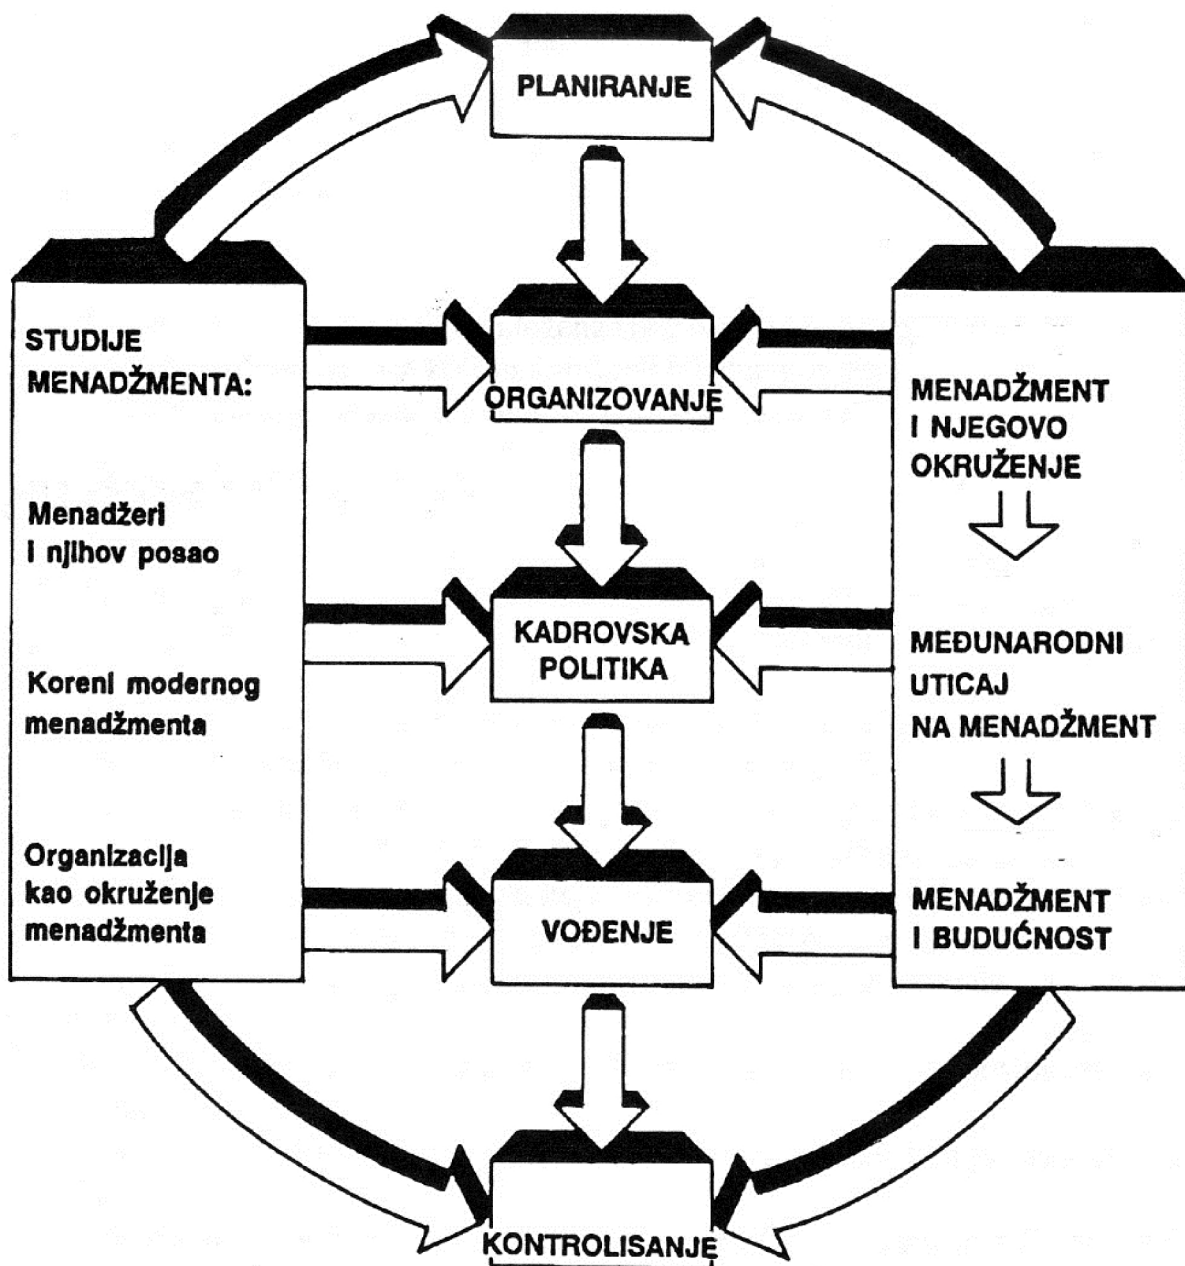 PLANIRANJE
STUDIJE
MENADŽMENTA:
Menadžeri
I njihov posao
Koreni modernog
menadžmenta
Organizacija
kao okruženje
menadžmenta
ORGANIZOVANJE
KADROVSKA
POLITIKA
VOĐENJE
KONTROLISANJE
MENADŽMENT
I NJEGOVO
OKRUŽENJE
MEĐUNARODNI
UTICAJ
NA MENADŽMENT
MENADŽMENT
I BUDUĆNOST